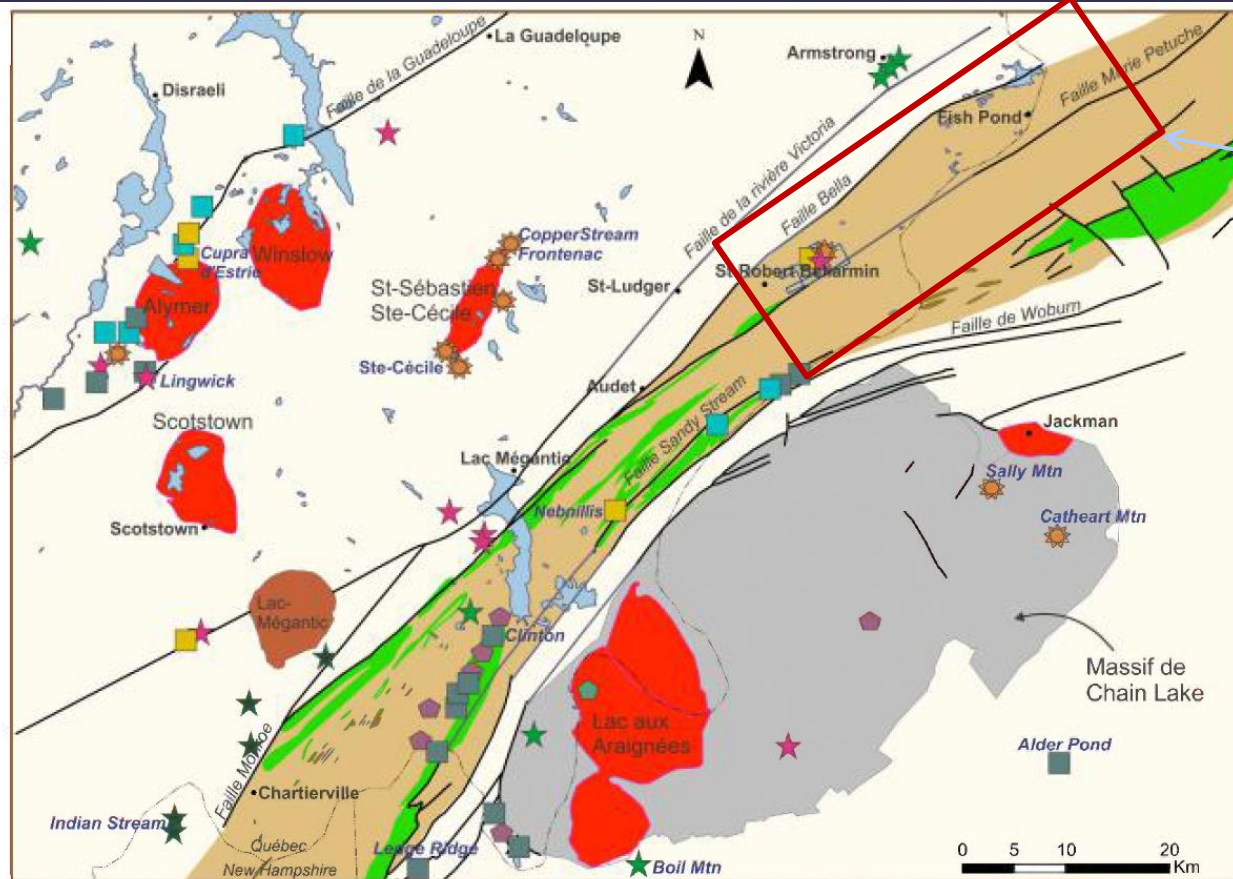 La Guadeloupe
N
Armstrong
Disraeli
Faille de la Guadeloupe
Faille Marie Petuche
Fish Pond
Faille de la rivière Victoria
Faille Bella
CopperStream
Frontenac
Cupra
d'Estrie
Winslow
St-Robert Bellarmin
St-Sébastien
Ste-Cécile
St-Ludger
Alymer
Faille de Woburn
Ste-Cécile
Lingwick
Audet
Scotstown
Faille Sandy Stream
Jackman
Lac Mégantic
Sally Mtn
Nebnillis
Catheart Mtn
Scotstown
Lac-
Mégantic
Clinton
Massif de
Chain Lake
Lac aux
Araignées
Alder Pond
Faille Monroe
Chartierville
Indian Stream
Québec
New Hampshire
Ledge Ridge
Boil Mtn
0 5 10 20
Km